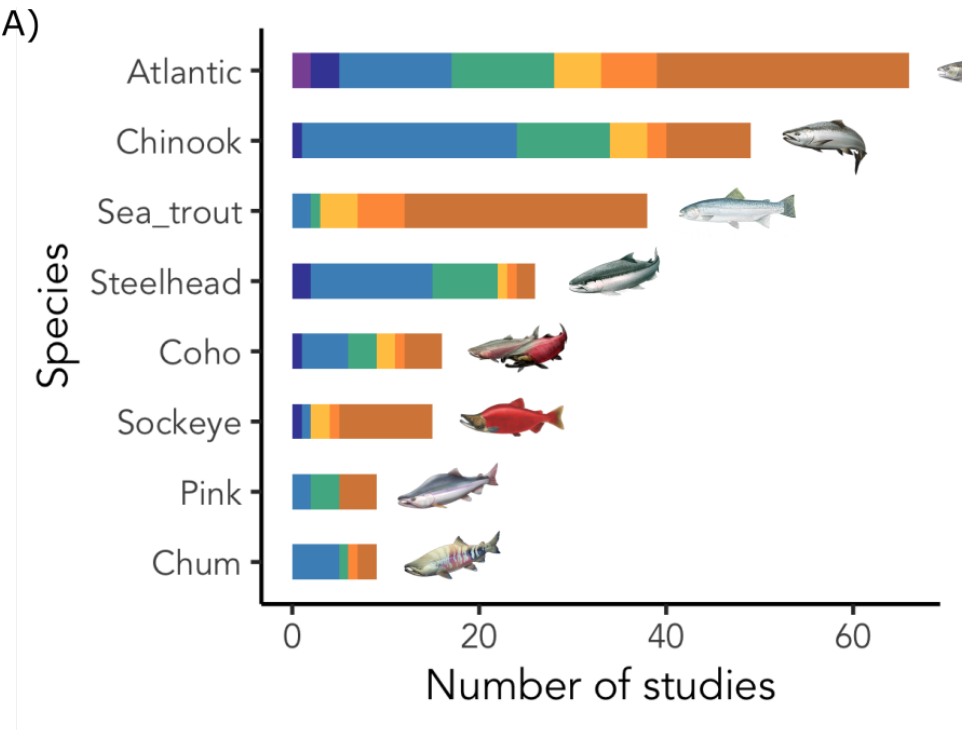 A)
Atlantic
Chinook
Sea_trout
Steelhead
Coho
Sockeye
Pink
Chum
Species
0 20 40 60
Number of studies